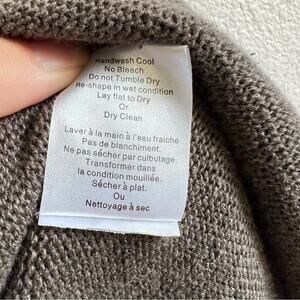 Handwash Cool
No Bleach
Do not Tumble Dry
Re-shape in wet condition
Lay flat to Dry
Or
Dry Clean
Laver à la main à l'eau fraiche
Pas de blanchiment.
Ne pas sécher par culbutage
Transformer dans
la condition mouillée.
Sécher à plat.
Ou
Nettoyage à sec